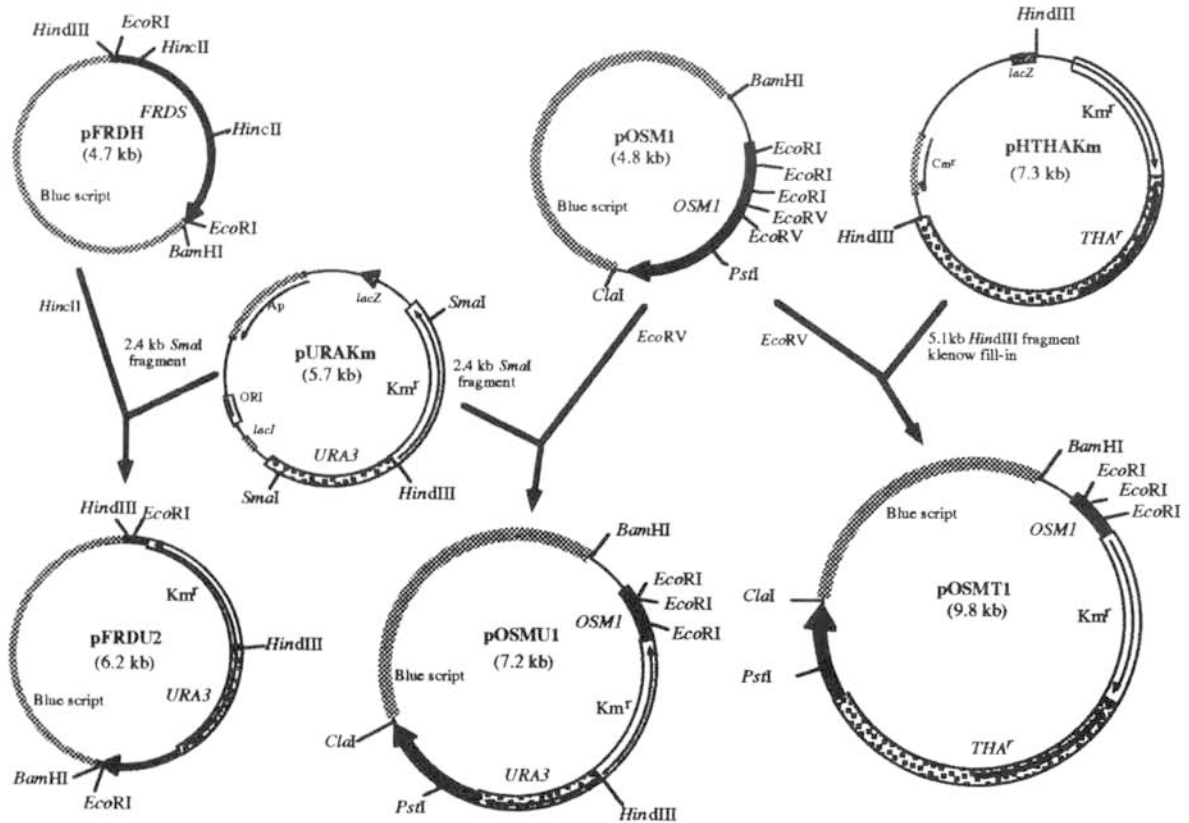 HindIII
EcoRI
HincII
FRDS
HincII
pFRDH
(4.7 kb)
Blue script
EcoRI
BamHI
BamHI
pOSM1
(4.8 kb)
EcoRI
EcoRI
EcoRI
EcoRV
EcoRV
OSM1
Blue script
PstI
ClaI
HindIII
lacZ
Kmr
pHTHAKm
(7.3 kb)
Cmr
HindIII
THAr
HincII
2.4 kb SmaI
fragment
Ap
lacZ
SmaI
pURAKm
(5.7 kb)
Kmr
ORI
lacI
URA3
SmaI
HindIII
2.4 kb SmaI
fragment
EcoRV
EcoRV
5.1kb HindIII fragment
klenow fill-in
HindIII
EcoRI
Kmr
pFRDU2
(6.2 kb)
HindIII
Blue script
URA3
BamHI
EcoRI
BamHI
EcoRI
EcoRI
OSM1
EcoRI
pOSMU1
(7.2 kb)
Blue script
Kmr
ClaI
URA3
PstI
HindIII
BamHI
EcoRI
EcoRI
EcoRI
Blue script
OSM1
pOSMT1
(9.8 kb)
ClaI
Kmr
PstI
THAr